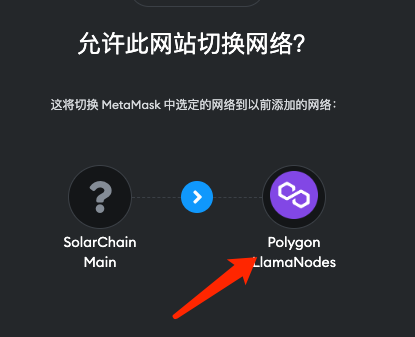 允许此网站切换网络?
这将切换 MetaMask 中选定的网络到以前添加的网络：
SolarChain
Main
Polygon
LlamaNodes